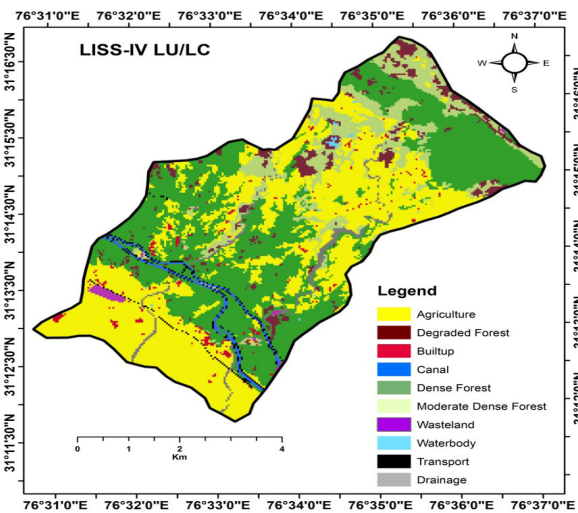 76°31'0"E 76°32'0"E 76°33'0"E 76°34'0"E 76°35'0"E 76°36'0"E 76°37'0"E
LISS-IV LU/LC
N
W E
S
31°16'30"N
31°15'30"N
31°14'30"N
31°13'30"N
31°12'30"N
31°11'30"N
Legend
Agriculture
Degraded Forest
Builtup
Canal
Dense Forest
Moderate Dense Forest
Wasteland
Waterbody
Transport
Drainage
0 1 2 4
Km
76°31'0"E 76°32'0"E 76°33'0"E 76°34'0"E 76°35'0"E 76°36'0"E 76°37'0"E